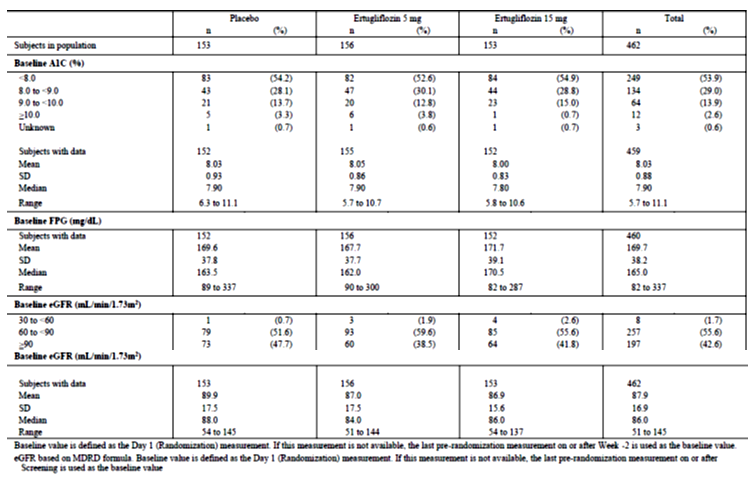 Placebo Ertugliflozin 5 mg Ertugliflozin 15 mg Total
n (%) n (%) n (%) n (%)
Subjects in population 153 156 153 462
Baseline A1C (%)
<8.0 83 (54.2) 82 (52.6) 84 (54.9) 249 (53.9)
8.0 to <9.0 43 (28.1) 47 (30.1) 44 (28.8) 134 (29.0)
9.0 to <10.0 21 (13.7) 20 (12.8) 23 (15.0) 64 (13.9)
≥10.0 5 (3.3) 6 (3.8) 1 (0.7) 12 (2.6)
Unknown 1 (0.7) 1 (0.6) 1 (0.7) 3 (0.6)
Subjects with data 152 155 152 459
Mean 8.03 8.05 8.00 8.03
SD 0.93 0.86 0.83 0.88
Median 7.90 7.90 7.80 7.90
Range 6.3 to 11.1 5.7 to 10.7 5.8 to 10.6 5.7 to 11.1
Baseline FPG (mg/dL)
Subjects with data 152 156 152 460
Mean 169.6 167.7 171.7 169.7
SD 37.8 37.7 39.1 38.2
Median 163.5 162.0 170.5 165.0
Range 89 to 337 90 to 300 82 to 287 82 to 337
Baseline eGFR (mL/min/1.73m²)
30 to <60 1 (0.7) 3 (1.9) 4 (2.6) 8 (1.7)
60 to <90 79 (51.6) 93 (59.6) 85 (55.6) 257 (55.6)
≥90 73 (47.7) 60 (38.5) 64 (41.8) 197 (42.6)
Baseline eGFR (mL/min/1.73m²)
Subjects with data 153 156 153 462
Mean 89.9 87.0 86.9 87.9
SD 17.5 17.5 15.6 16.9
Median 88.0 84.0 86.0 86.0
Range 54 to 145 51 to 144 54 to 137 51 to 145
Baseline value is defined as the Day 1 (Randomization) measurement. If this measurement is not available, the last pre-randomization measurement on or after Week -2 is used as the baseline value.
eGFR based on MDRD formula. Baseline value is defined as the Day 1 (Randomization) measurement. If this measurement is not available, the last pre-randomization measurement on or after
Screening is used as the baseline value